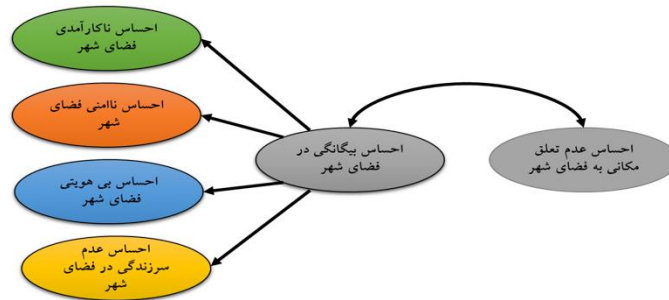 احساس ناکارآمدی
فضای شهر
احساس ناامنی فضای
شهر
احساس بیگانگی در
فضای شهر
احساس عدم تعلق
مکانی به فضای شهر
احساس بی هویتی
فضای شهر
احساس عدم
سرزندگی در فضای
شهر